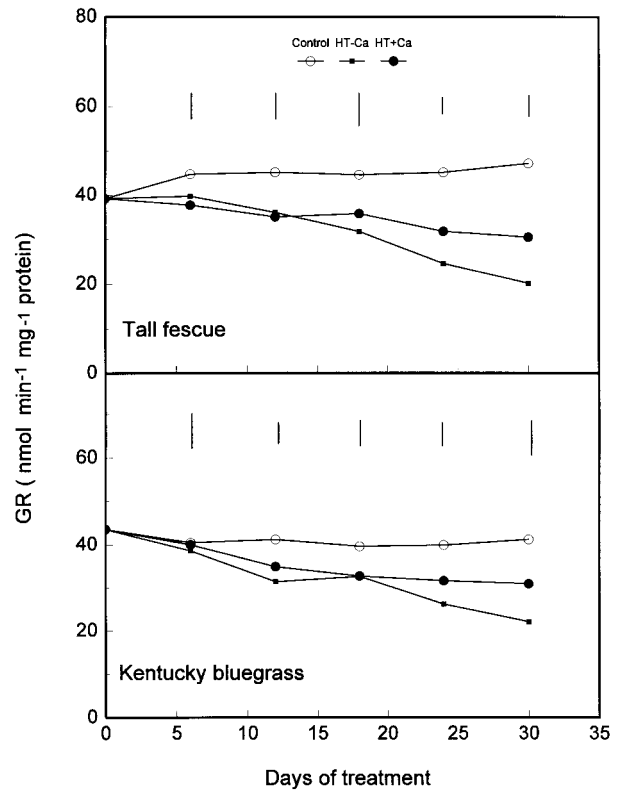 80
Control HT-Ca HT+Ca
60
40
20
Tall fescue
0
60
40
20
Kentucky bluegrass
0
0 5 10 15 20 25 30 35
Days of treatment
GR ( nmol min-1 mg-1 protein)